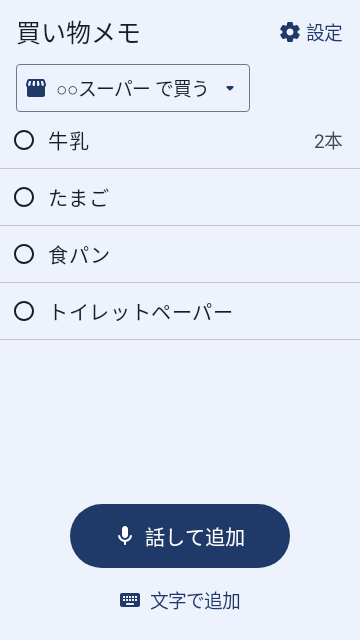 買い物メモ
設定
○○スーパー で買う
牛乳 2本
たまご
食パン
トイレットペーパー
話して追加
文字で追加